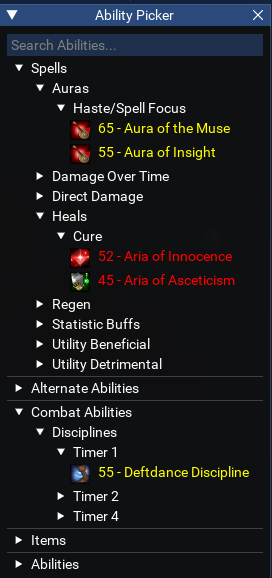 Ability Picker
Search Abilities...
Spells
Auras
Haste/Spell Focus
65 - Aura of the Muse
55 - Aura of Insight
Damage Over Time
Direct Damage
Heals
Cure
52 - Aria of Innocence
45 - Aria of Asceticism
Regen
Statistic Buffs
Utility Beneficial
Utility Detrimental
Alternate Abilities
Combat Abilities
Disciplines
Timer 1
55 - Deftdance Discipline
Timer 2
Timer 4
Items
Abilities